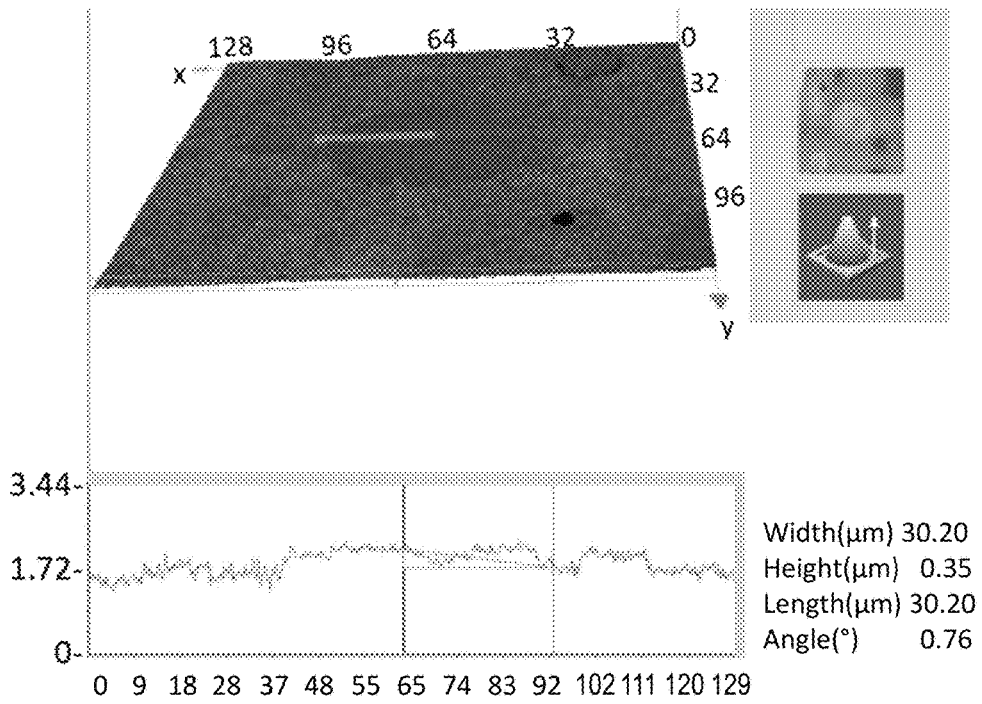 128 96 64 32 0
x
32
64
96
y
3.44
1.72
0
Width(μm) 30.20
Height(μm) 0.35
Length(μm) 30.20
Angle(°) 0.76
0 9 18 28 37 48 55 65 74 83 92 102 111 120 129